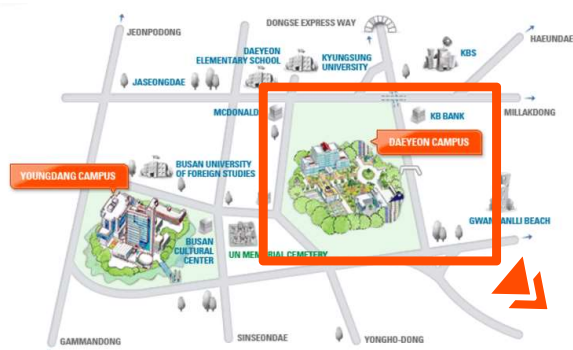 DONGSE EXPRESS WAY
JEONPODONG
HAEUNDAE
DAEYEON
ELEMENTARY SCHOOL
KYUNGSUNG
UNIVERSITY
KBS
JASEONGDAE
MCDONALD
KB BANK
MILLAKDONG
DAEYEON CAMPUS
YOUNGDANG CAMPUS
BUSAN UNIVERSITY
OF FOREIGN STUDIES
GWANGANLLI BEACH
BUSAN
CULTURAL
CENTER
UN MEMORIAL CEMETERY
GAMMANDONG
SINSEONDAE
YONGHO-DONG